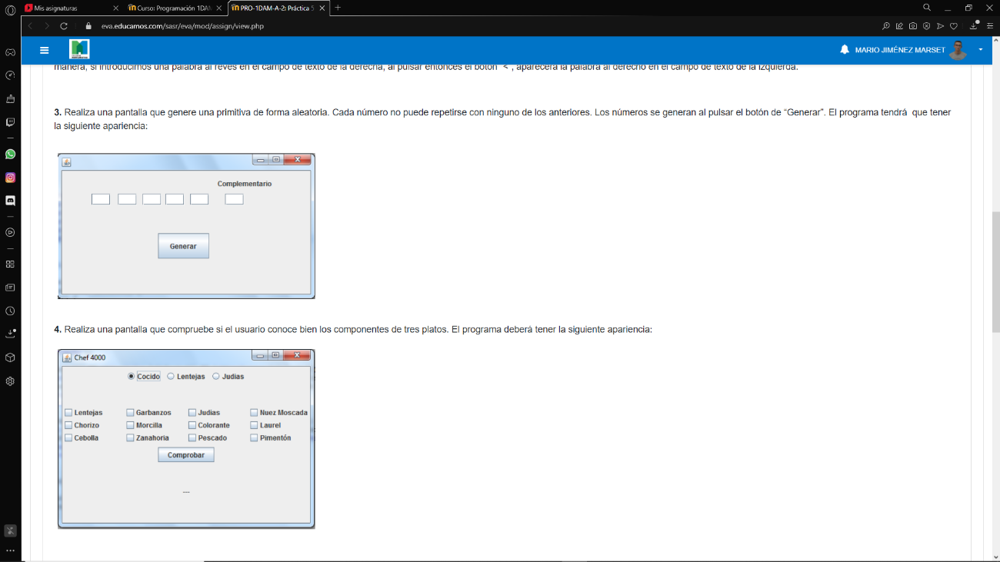 Mis asignaturas
Curso: Programación 1DAM
PRO-1DAM-A-2: Práctica 5
eva.educamos.com/sasr/eva/mod/assign/view.php
MARIO JIMÉNEZ MARSET
manera, si introducimos una palabra al revés en el campo de texto de la derecha, al pulsar entonces el botón "<", aparecerá la palabra al derecho en el campo de texto de la izquierda.
3. Realiza una pantalla que genere una primitiva de forma aleatoria. Cada número no puede repetirse con ninguno de los anteriores. Los números se generan al pulsar el botón de “Generar”. El programa tendrá que tener
la siguiente apariencia:
Complementario
Generar
4. Realiza una pantalla que compruebe si el usuario conoce bien los componentes de tres platos. El programa deberá tener la siguiente apariencia:
Chef 4000
Cocido Lentejas Judias
Lentejas Garbanzos Judias Nuez Moscada
Chorizo Morcilla Colorante Laurel
Cebolla Zanahoria Pescado Pimentón
Comprobar
---